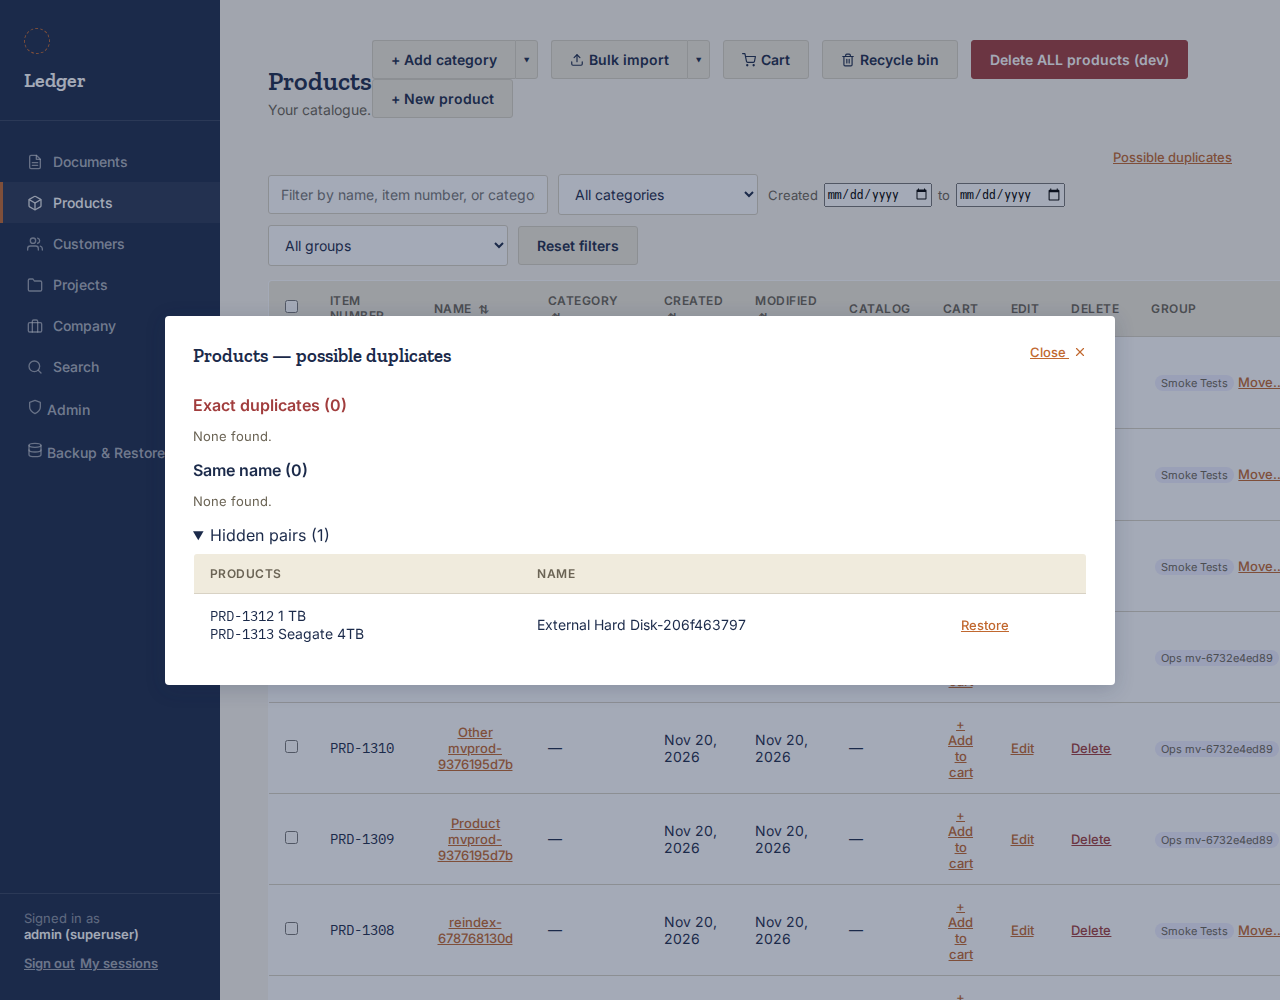 Ledger
Documents
Products
Customers
Projects
Company
Search
Admin
Backup & Restore
Signed in as
admin (superuser)
Sign out My sessions
Products
Your catalogue.
+ Add category ▾
Bulk import ▾
Cart
Recycle bin
Delete ALL products (dev)
+ New product
Possible duplicates
Filter by name, item number, or catego
All categories
Created mm/dd/yyyy to mm/dd/yyyy
All groups
Reset filters
ITEM NUMBER NAME ⇅ CATEGORY CREATED MODIFIED CATALOG CART EDIT DELETE GROUP
Smoke Tests Move..
Smoke Tests Move..
Smoke Tests Move..
Ops mv-6732e4ed89
cart
Products — possible duplicates
Close ×
Exact duplicates (0)
None found.
Same name (0)
None found.
▼ Hidden pairs (1)
PRODUCTS NAME
PRD-1312 1 TB
PRD-1313 Seagate 4TB
External Hard Disk-206f463797
Restore
PRD-1310 Other mvprod-9376195d7b — Nov 20, 2026 Nov 20, 2026 — + Add to cart Edit Delete Ops mv-6732e4ed89
PRD-1309 Product mvprod-9376195d7b — Nov 20, 2026 Nov 20, 2026 — + Add to cart Edit Delete Ops mv-6732e4ed89
PRD-1308 reindex-678768130d — Nov 20, 2026 Nov 20, 2026 — + Add to cart Edit Delete Smoke Tests Move..
+